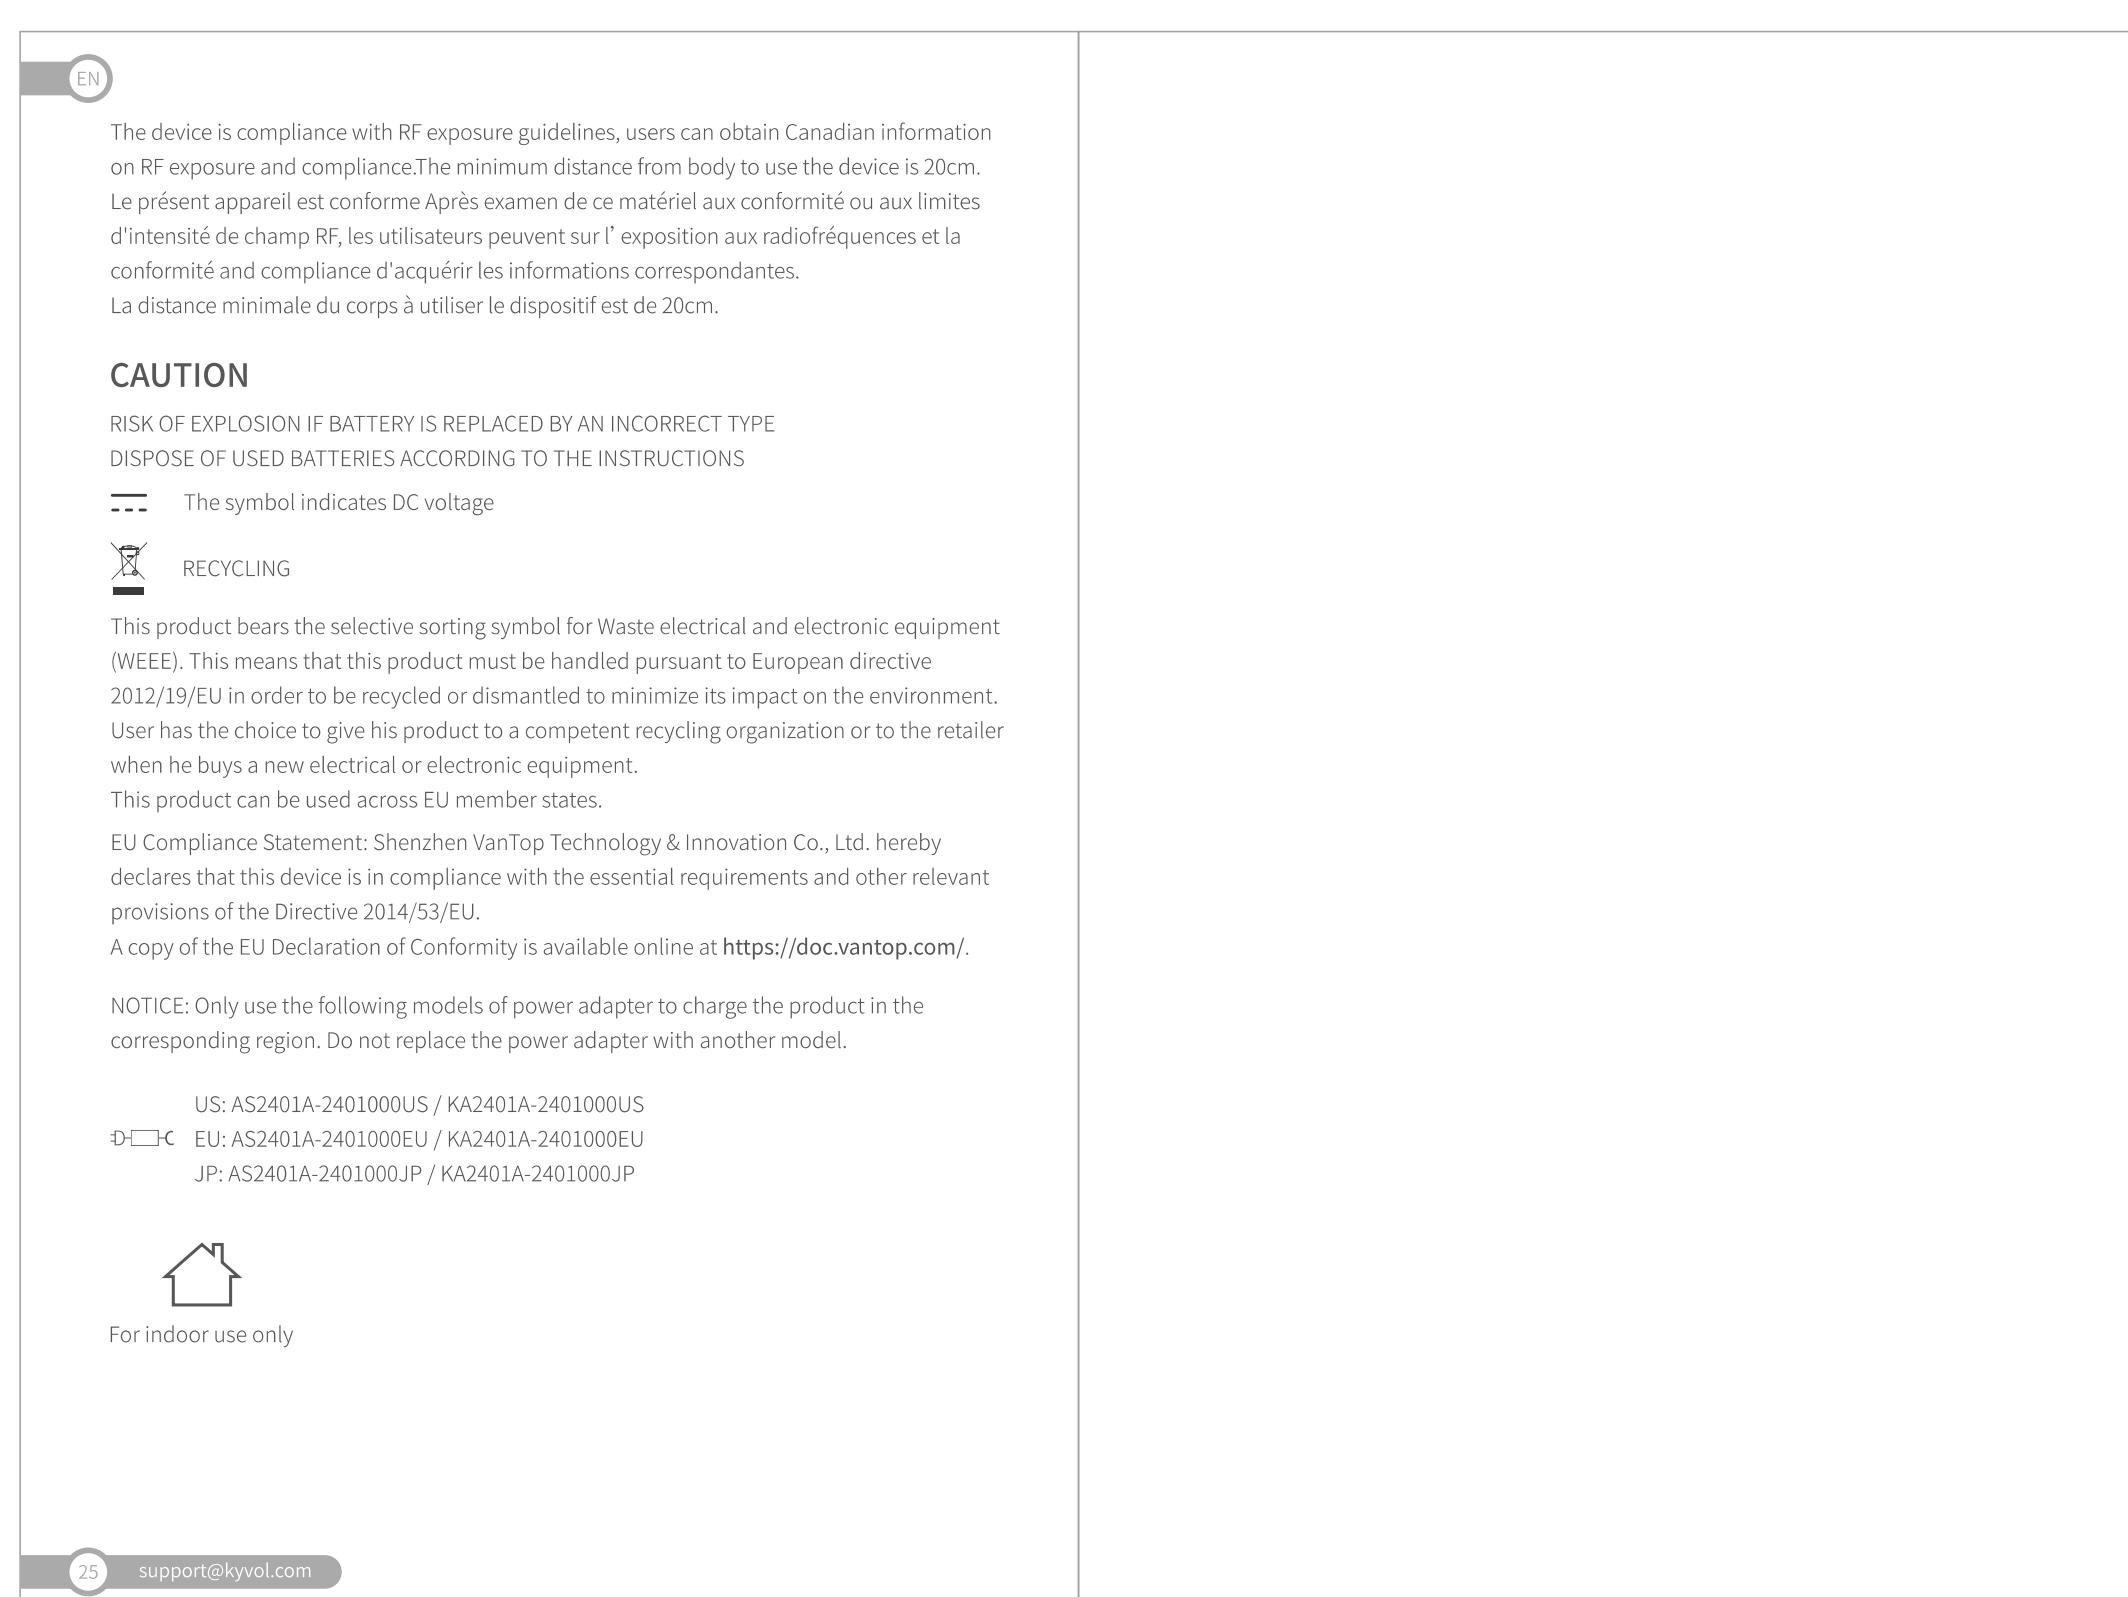 EN
The device is compliance with RF exposure guidelines, users can obtain Canadian information
on RF exposure and compliance.The minimum distance from body to use the device is 20cm.
Le présent appareil est conforme Après examen de ce matériel aux conformité ou aux limites
d'intensité de champ RF, les utilisateurs peuvent sur l’ exposition aux radiofréquences et la
conformité and compliance d'acquérir les informations correspondantes.
La distance minimale du corps à utiliser le dispositif est de 20cm.
CAUTION
RISK OF EXPLOSION IF BATTERY IS REPLACED BY AN INCORRECT TYPE
DISPOSE OF USED BATTERIES ACCORDING TO THE INSTRUCTIONS
The symbol indicates DC voltage
RECYCLING
This product bears the selective sorting symbol for Waste electrical and electronic equipment
(WEEE). This means that this product must be handled pursuant to European directive
2012/19/EU in order to be recycled or dismantled to minimize its impact on the environment.
User has the choice to give his product to a competent recycling organization or to the retailer
when he buys a new electrical or electronic equipment.
This product can be used across EU member states.
EU Compliance Statement: Shenzhen VanTop Technology & Innovation Co., Ltd. hereby
declares that this device is in compliance with the essential requirements and other relevant
provisions of the Directive 2014/53/EU.
A copy of the EU Declaration of Conformity is available online at https://doc.vantop.com/.
NOTICE: Only use the following models of power adapter to charge the product in the
corresponding region. Do not replace the power adapter with another model.
US: AS2401A-2401000US / KA2401A-2401000US
EU: AS2401A-2401000EU / KA2401A-2401000EU
JP: AS2401A-2401000JP / KA2401A-2401000JP
For indoor use only
25 support@kyvol.com